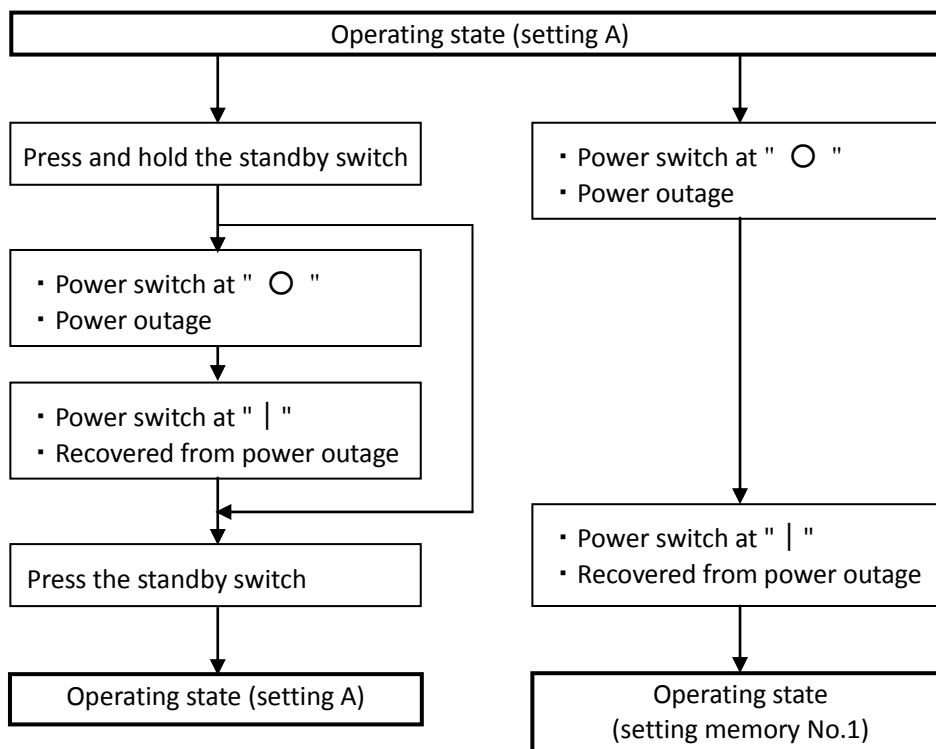 Operating state (setting A)
Press and hold the standby switch
・Power switch at " ○ "
・Power outage
・Power switch at " | "
・Recovered from power outage
Press the standby switch
Operating state (setting A)
・Power switch at " ○ "
・Power outage
・Power switch at " | "
・Recovered from power outage
Operating state
(setting memory No.1)